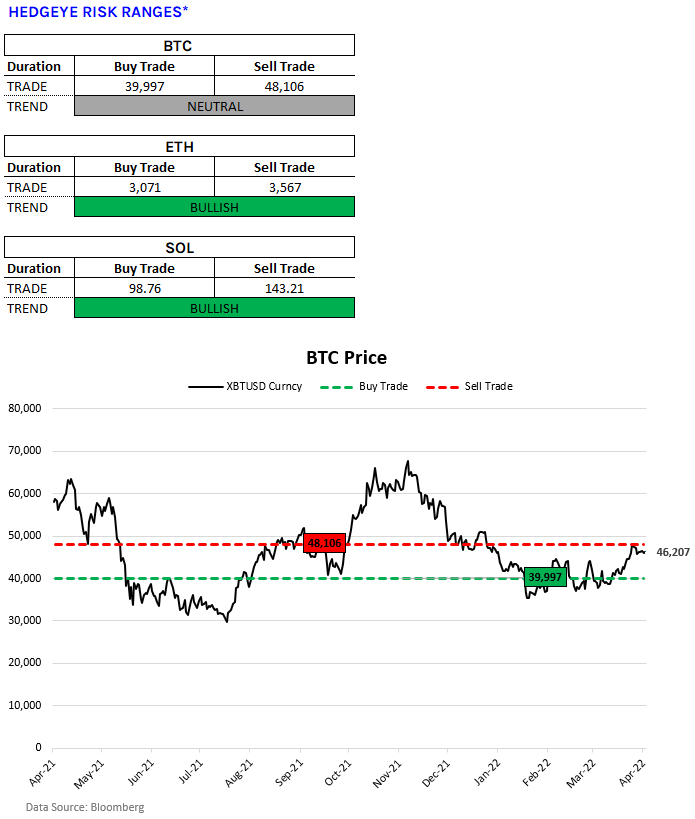 HEDGEYE RISK RANGES*
BTC
Duration Buy Trade Sell Trade
TRADE 39,997 48,106
TREND NEUTRAL
ETH
Duration Buy Trade Sell Trade
TRADE 3,071 3,567
TREND BULLISH
SOL
Duration Buy Trade Sell Trade
TRADE 98.76 143.21
TREND BULLISH
BTC Price
XBTUSD Curncy Buy Trade Sell Trade
80,000
70,000
60,000
50,000
48,106
46,207
40,000
39,997
30,000
20,000
10,000
0
Apr-21 May-21 Jun-21 Jul-21 Aug-21 Sep-21 Oct-21 Nov-21 Dec-21 Jan-22 Feb-22 Mar-22 Apr-22
Data Source: Bloomberg